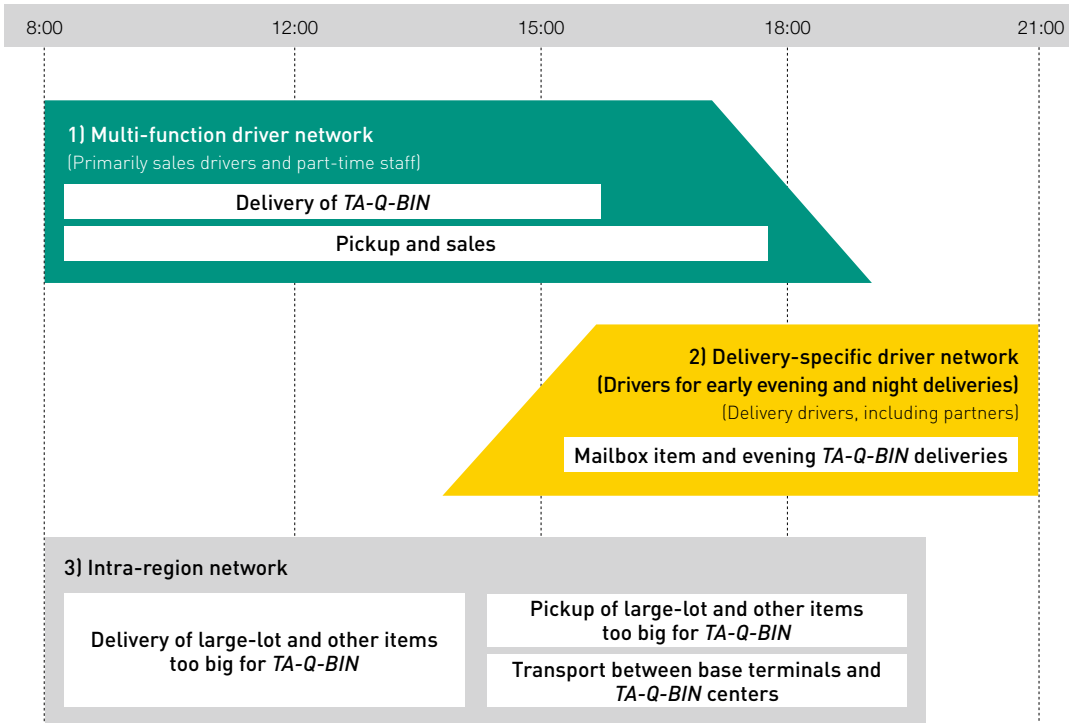 8:00 12:00 15:00 18:00 21:00
1) Multi-function driver network
(Primarily sales drivers and part-time staff)
Delivery of TA-Q-BIN
Pickup and sales
2) Delivery-specific driver network
(Drivers for early evening and night deliveries)
(Delivery drivers, including partners)
Mailbox item and evening TA-Q-BIN deliveries
3) Intra-region network
Delivery of large-lot and other items
too big for TA-Q-BIN
Pickup of large-lot and other items
too big for TA-Q-BIN
Transport between base terminals and
TA-Q-BIN centers